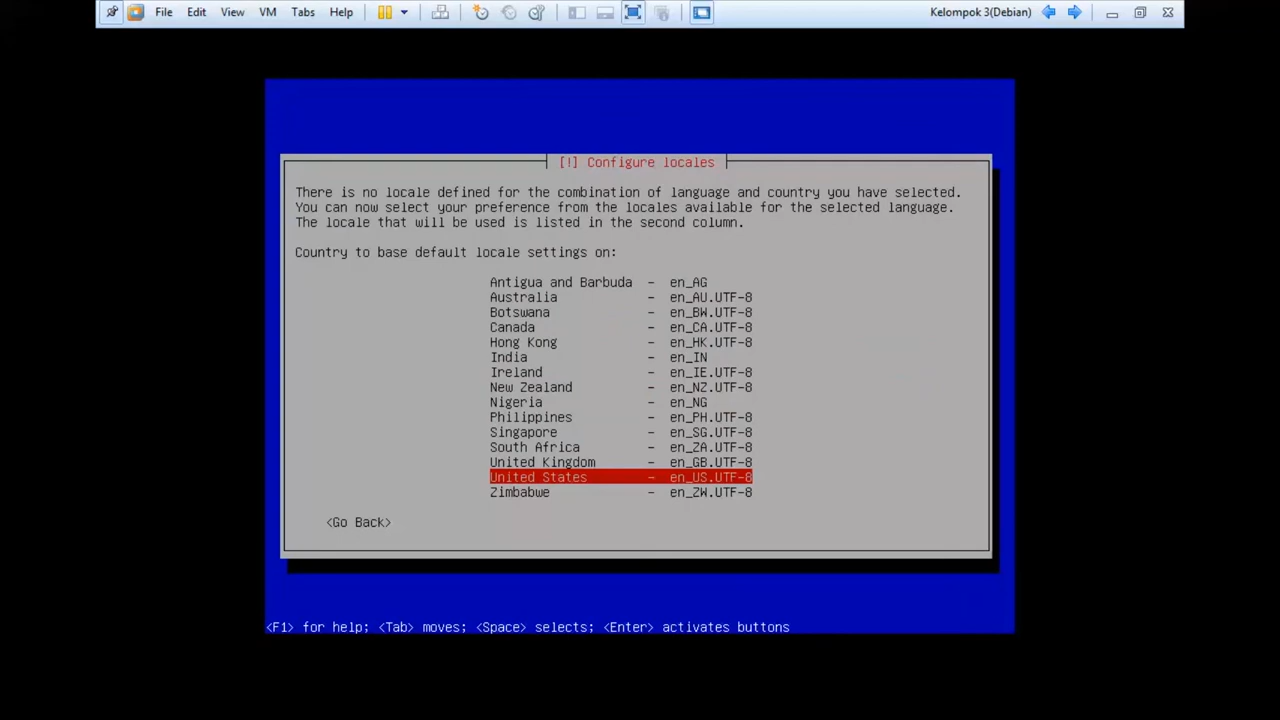 File Edit View VM Tabs Help Kelompok 3(Debian)
[!] Configure locales
There is no locale defined for the combination of language and country you have selected.
You can now select your preference from the locales available for the selected language.
The locale that will be used is listed in the second column.
Country to base default locale settings on:
Antigua and Barbuda - en_AG
Australia - en_AU.UTF-8
Botswana - en_BW.UTF-8
Canada - en_CA.UTF-8
Hong Kong - en_HK.UTF-8
India - en_IN
Ireland - en_IE.UTF-8
New Zealand - en_NZ.UTF-8
Nigeria - en_NG
Philippines - en_PH.UTF-8
Singapore - en_SG.UTF-8
South Africa - en_ZA.UTF-8
United Kingdom - en_GB.UTF-8
United States - en_US.UTF-8
Zimbabwe - en_ZW.UTF-8
<Go Back>
<F1> for help; <Tab> moves; <Space> selects; <Enter> activates buttons